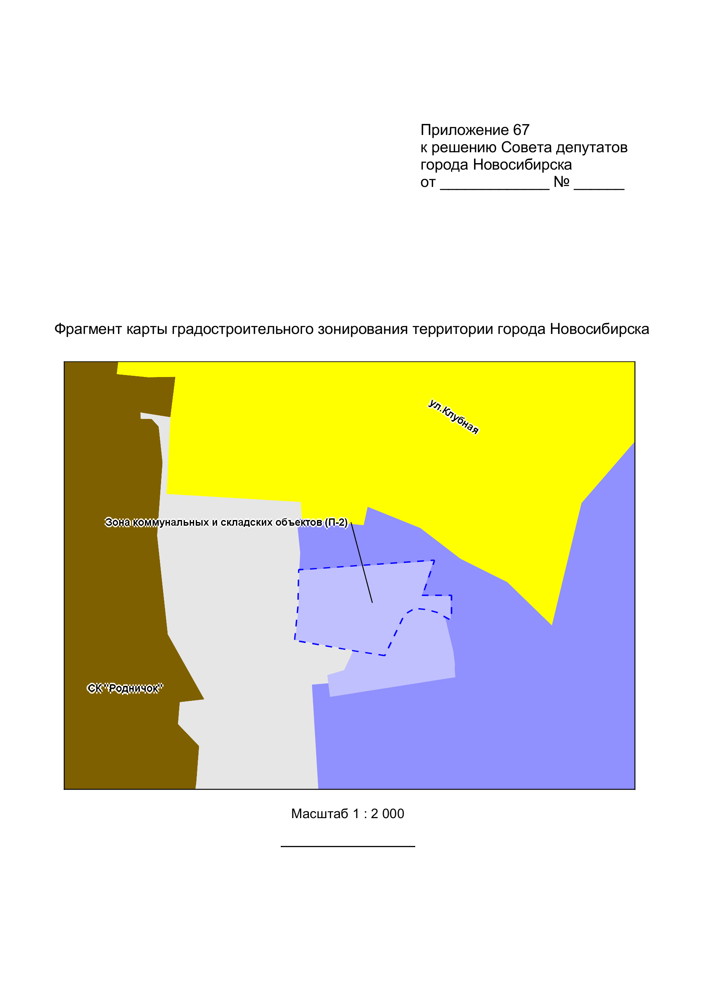 Приложение 67
к решению Совета депутатов
города Новосибирска
от _____________ № ______
Фрагмент карты градостроительного зонирования территории города Новосибирска
ул.Клубная
Зона коммунальных и складских объектов (П-2)
СК "Родничок"
Масштаб 1 : 2 000